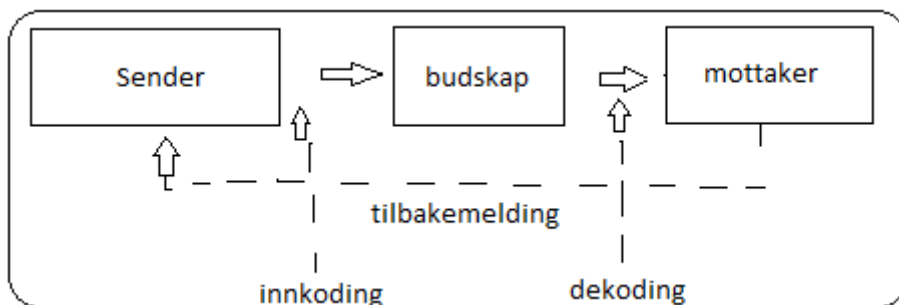 Sender
budskap
mottaker
tilbakemelding
innkoding
dekoding